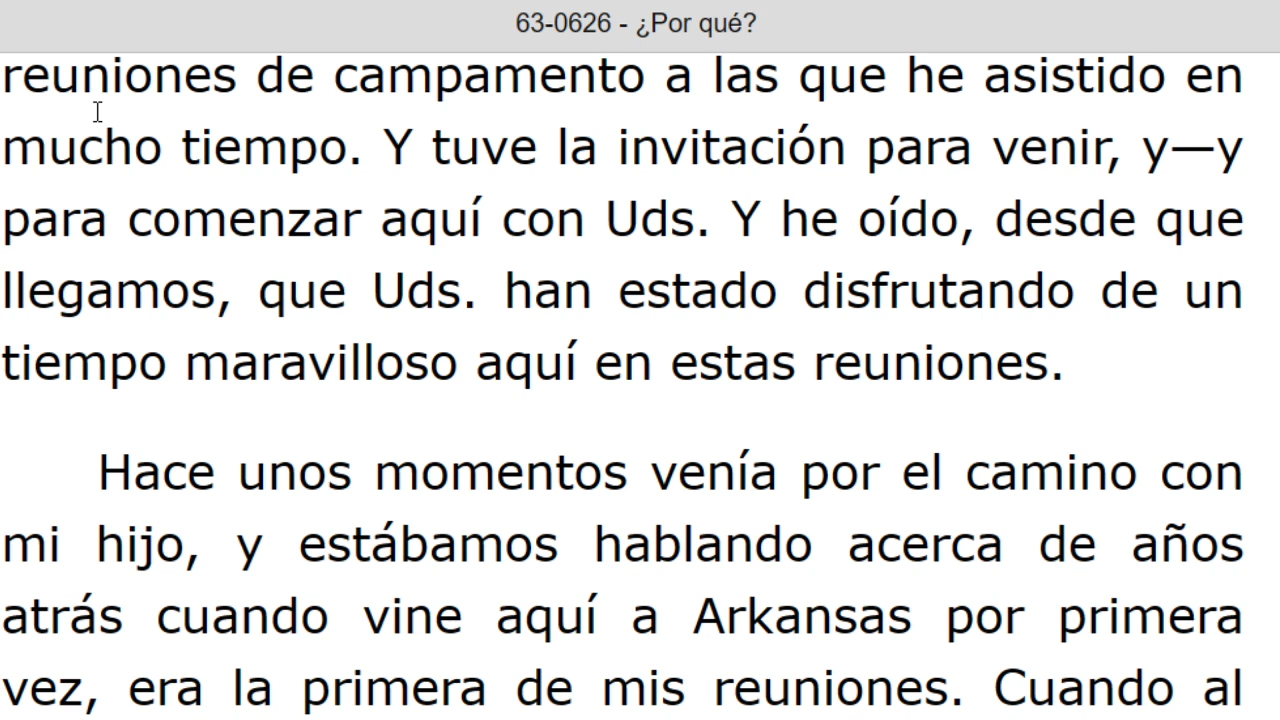 63-0626 - ¿Por qué?
reuniones de campamento a las que he asistido en
mucho tiempo. Y tuve la invitación para venir, y—y
para comenzar aquí con Uds. Y he oído, desde que
llegamos, que Uds. han estado disfrutando de un
tiempo maravilloso aquí en estas reuniones.
Hace unos momentos venía por el camino con
mi hijo, y estábamos hablando acerca de años
atrás cuando vine aquí a Arkansas por primera
vez, era la primera de mis reuniones. Cuando al